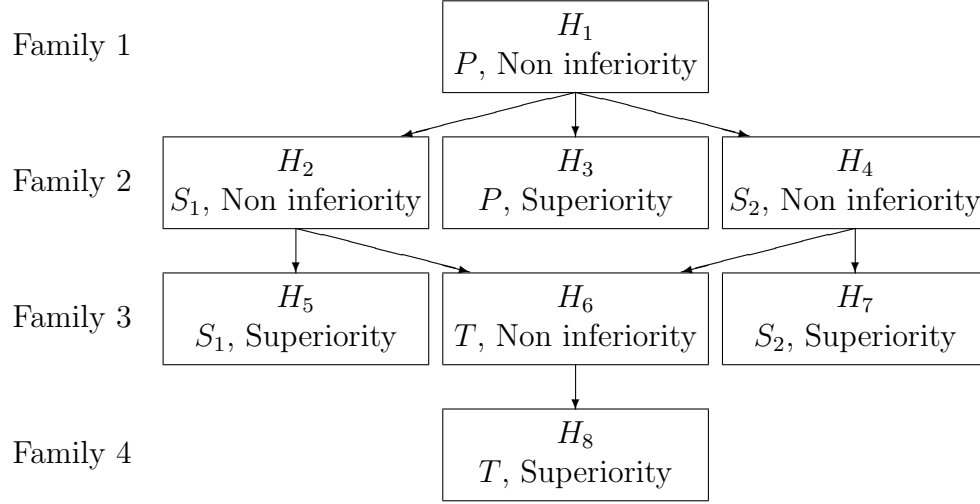 Family 1
H₁
P, Non inferiority
Family 2
H₂
S₁, Non inferiority
H₃
P, Superiority
H₄
S₂, Non inferiority
Family 3
H₅
S₁, Superiority
H₆
T, Non inferiority
H₇
S₂, Superiority
Family 4
H₈
T, Superiority